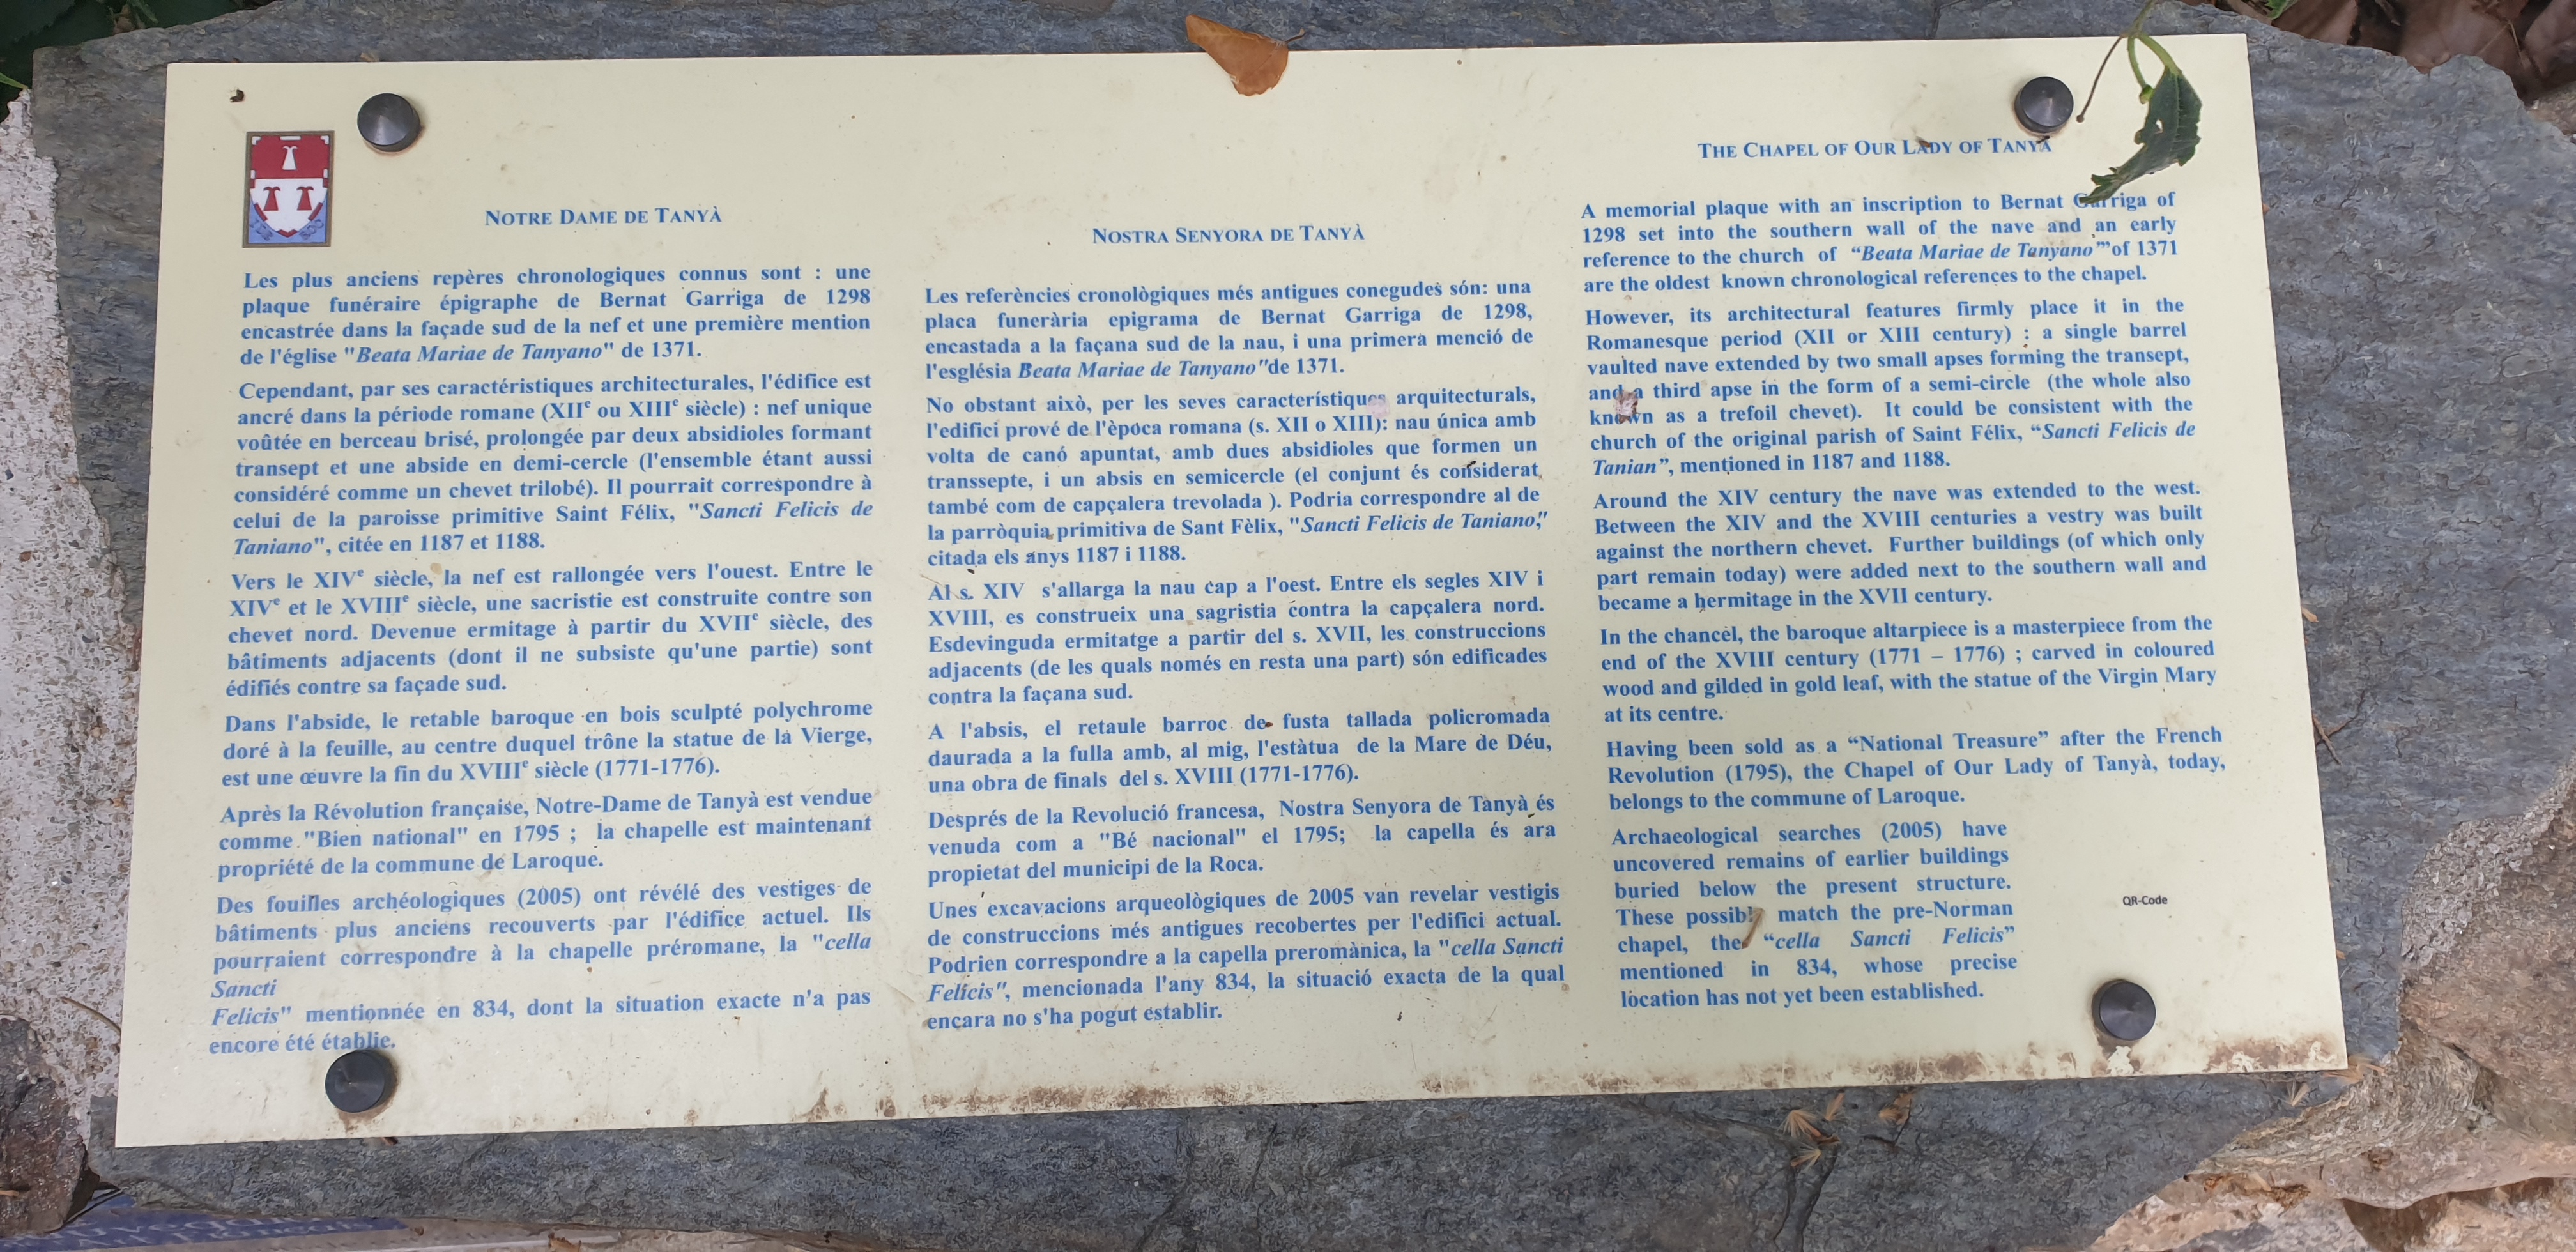 NOTRE DAME DE TANYÀ
Les plus anciens repères chronologiques connus sont : une
plaque funéraire épigraphe de Bernat Garriga de 1298
encastrée dans la façade sud de la nef et une première mention
de l'église "Beata Mariae de Tanyano" de 1371.
Cependant, par ses caractéristiques architecturales, l'édifice est
ancré dans la période romane (XIIe ou XIIIe siècle) : nef unique
voûtée en berceau brisé, prolongée par deux absidioles formant
transept et une abside en demi-cercle (l'ensemble étant aussi
considéré comme un chevet trilobé). Il pourrait correspondre à
celui de la paroisse primitive Saint Félix, "Sancti Felicis de
Taniano", citée en 1187 et 1188.
Vers le XIVe siècle, la nef est rallongée vers l'ouest. Entre le
XIVe et le XVIIIe siècle, une sacristie est construite contre son
chevet nord. Devenue ermitage à partir du XVIIe siècle, des
bâtiments adjacents (dont il ne subsiste qu'une partie) sont
édifiés contre sa façade sud.
Dans l'abside, le retable baroque en bois sculpté polychrome
doré à la feuille, au centre duquel trône la statue de la Vierge,
est une œuvre la fin du XVIIIe siècle (1771-1776).
Après la Révolution française, Notre-Dame de Tanyà est vendue
comme "Bien national" en 1795 ; la chapelle est maintenant
propriété de la commune de Laroque.
Des fouilles archéologiques (2005) ont révélé des vestiges de
bâtiments plus anciens recouverts par l'édifice actuel. Ils
pourraient correspondre à la chapelle préromane, la "cella
Sancti
Felicis" mentionnée en 834, dont la situation exacte n'a pas
encore été établie.
NOSTRA SENYORA DE TANYÀ
Les referències cronològiques més antigues conegudes són: una
placa funerària epigrama de Bernat Garriga de 1298,
encastada a la façana sud de la nau, i una primera menció de
l'església Beata Mariae de Tanyano"de 1371.
No obstant això, per les seves característiques arquitecturals,
l'edifici prové de l'època romana (s. XII o XIII): nau única amb
volta de canó apuntat, amb dues absidioles que formen un
transsepte, i un absis en semicercle (el conjunt és considerat
també com de capçalera trevolada ). Podria correspondre al de
la parròquia primitiva de Sant Fèlix, "Sancti Felicis de Taniano,"
citada els anys 1187 i 1188.
Al s. XIV s'allarga la nau cap a l'oest. Entre els segles XIV i
XVIII, es construeix una sagristia contra la capçalera nord.
Esdevinguda ermitatge a partir del s. XVII, les construccions
adjacents (de les quals només en resta una part) són edificades
contra la façana sud.
A l'absis, el retaule barroc de fusta tallada policromada
daurada a la fulla amb, al mig, l'estàtua de la Mare de Déu,
una obra de finals del s. XVIII (1771-1776).
Després de la Revolució francesa, Nostra Senyora de Tanyà és
venuda com a "Bé nacional" el 1795; la capella és ara
propietat del municipi de la Roca.
Unes excavacions arqueològiques de 2005 van revelar vestigis
de construccions més antigues recobertes per l'edifici actual.
Podrien correspondre a la capella preromànica, la "cella Sancti
Felicis", mencionada l'any 834, la situació exacta de la qual
encara no s'ha pogut establir.
THE CHAPEL OF OUR LADY OF TANYÀ
A memorial plaque with an inscription to Bernat Garriga of
1298 set into the southern wall of the nave and an early
reference to the church of “Beata Mariae de Tanyano”’of 1371
are the oldest known chronological references to the chapel.
However, its architectural features firmly place it in the
Romanesque period (XII or XIII century) : a single barrel
vaulted nave extended by two small apses forming the transept,
and a third apse in the form of a semi-circle (the whole also
known as a trefoil chevet). It could be consistent with the
church of the original parish of Saint Félix, “Sancti Felicis de
Tanian”, mentioned in 1187 and 1188.
Around the XIV century the nave was extended to the west.
Between the XIV and the XVIII centuries a vestry was built
against the northern chevet. Further buildings (of which only
part remain today) were added next to the southern wall and
became a hermitage in the XVII century.
In the chancel, the baroque altarpiece is a masterpiece from the
end of the XVIII century (1771 – 1776) ; carved in coloured
wood and gilded in gold leaf, with the statue of the Virgin Mary
at its centre.
Having been sold as a “National Treasure” after the French
Revolution (1795), the Chapel of Our Lady of Tanyà, today,
belongs to the commune of Laroque.
Archaeological searches (2005) have
uncovered remains of earlier buildings
buried below the present structure.
These possibly match the pre-Norman
chapel, the “cella Sancti Felicis”
mentioned in 834, whose precise
location has not yet been established.
QR-Code